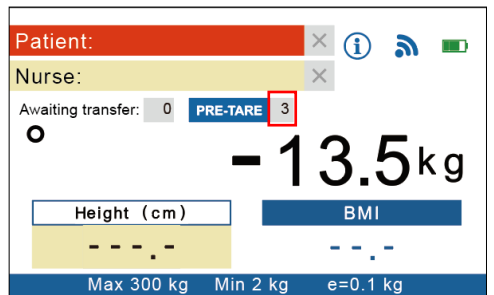 Patient: ×
Nurse: ×
Awaiting transfer: 0 PRE-TARE 3
-13.5kg
Height (cm) BMI
---.- --.-
Max 300 kg Min 2 kg e=0.1 kg